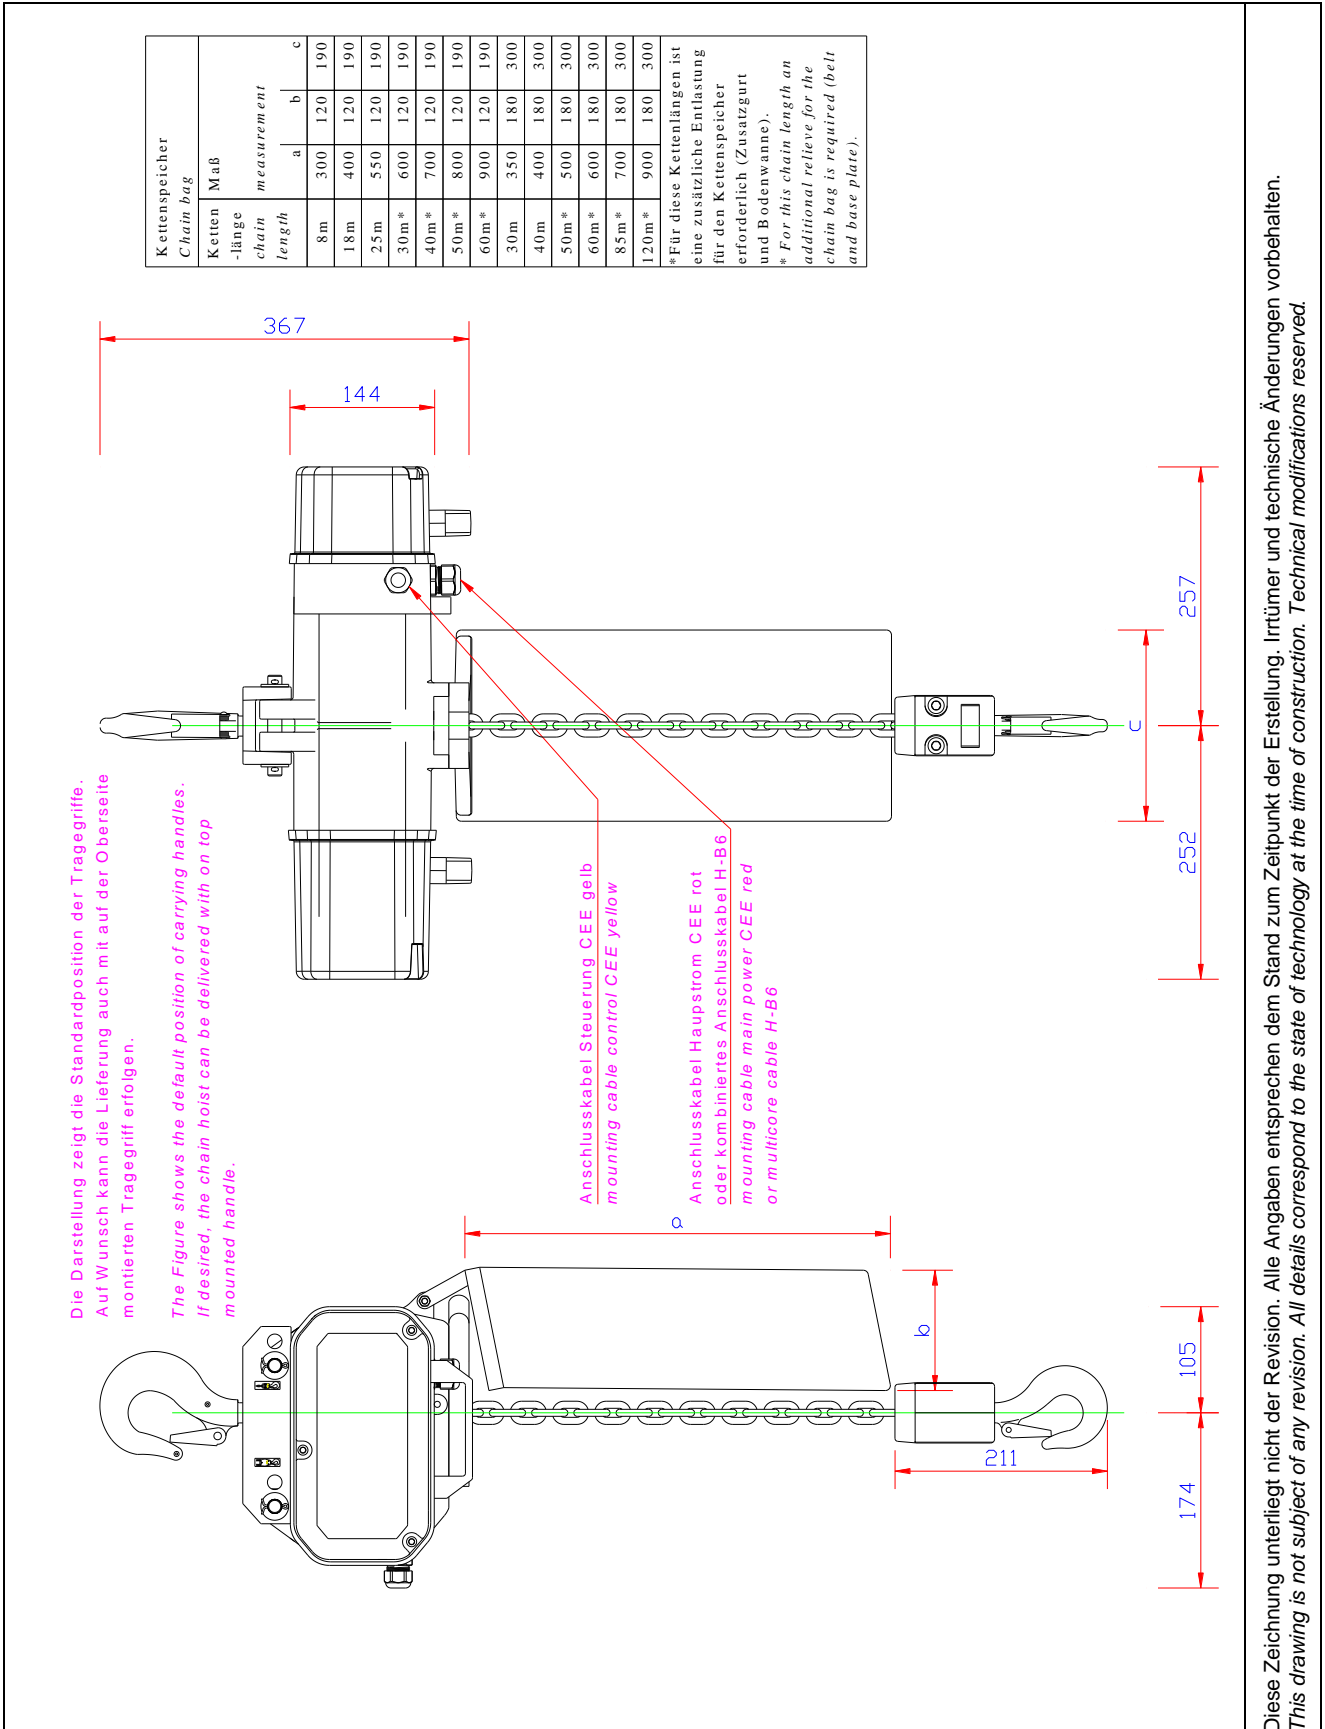 Kettenspeicher
Chain bag
Ketten Maß
-länge
chain measurement
length a b c
8m 300 120 190
18m 400 120 190
25m 550 120 190
30m* 600 120 190
40m* 700 120 190
50m* 800 120 190
60m* 900 120 190
30m 350 180 300
40m 400 180 300
50m* 500 180 300
60m* 600 180 300
85m* 700 180 300
120m* 900 180 300
*Für diese Kettenlängen ist
eine zusätzliche Entlastung
für den Kettenspeicher
erforderlich (Zusatzgurt
und Bodenwanne).
* For this chain length an
additional relieve for the
chain bag is required (belt
and base plate).
367
144
257
c
252
Die Darstellung zeigt die Standardposition der Tragegriffe.
Auf Wunsch kann die Lieferung auch mit auf der Oberseite
montierten Tragegriff erfolgen.
The Figure shows the default position of carrying handles.
If desired, the chain hoist can be delivered with on top
mounted handle.
Anschlusskabel Steuerung CEE gelb
mounting cable control CEE yellow
Anschlusskabel Haupstrom CEE rot
oder kombiniertes Anschlusskabel H-B6
mounting cable main power CEE red
or multicore cable H-B6
a
b
105
211
174
Diese Zeichnung unterliegt nicht der Revision. Alle Angaben entsprechen dem Stand zum Zeitpunkt der Erstellung. Irrtümer und technische Änderungen vorbehalten.
This drawing is not subject of any revision. All details correspond to the state of technology at the time of construction. Technical modifications reserved.